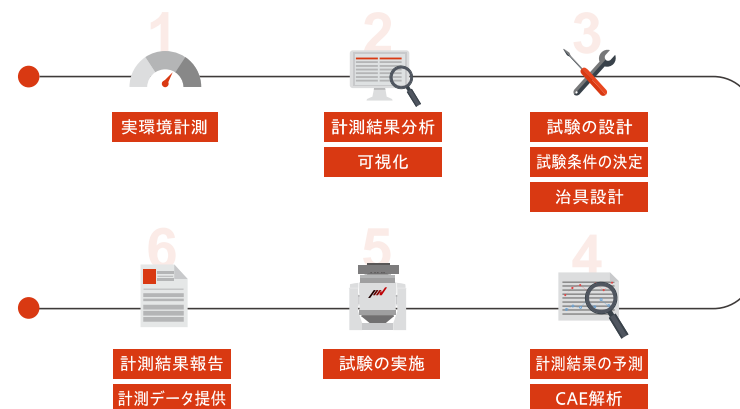 1
実環境計測
2
計測結果分析
可視化
3
試験の設計
試験条件の決定
治具設計
4
計測結果の予測
CAE解析
5
試験の実施
6
計測結果報告
計測データ提供